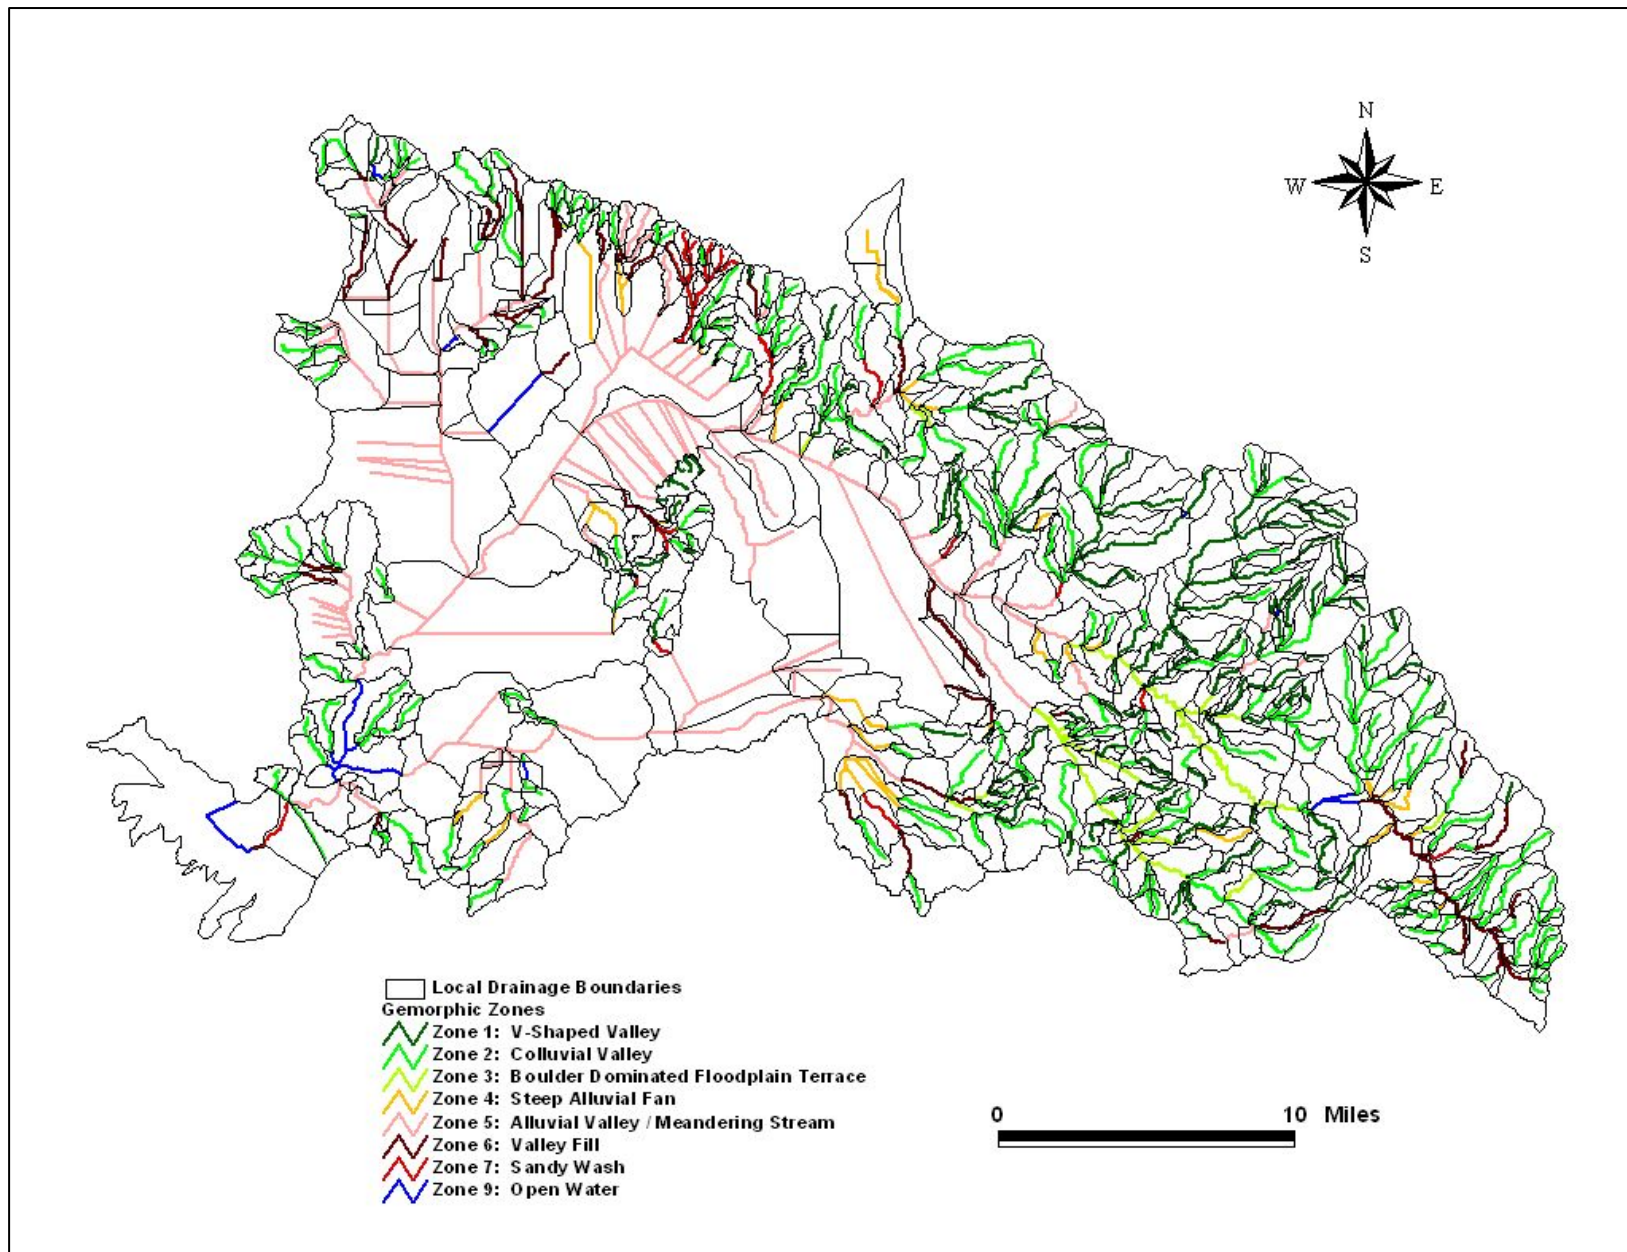 N
W E
S
Local Drainage Boundaries
Gemorphic Zones
Zone 1: V-Shaped Valley
Zone 2: Colluvial Valley
Zone 3: Boulder Dominated Floodplain Terrace
Zone 4: Steep Alluvial Fan
Zone 5: Alluvial Valley / Meandering Stream
Zone 6: Valley Fill
Zone 7: Sandy Wash
Zone 9: Open Water
0 10 Miles